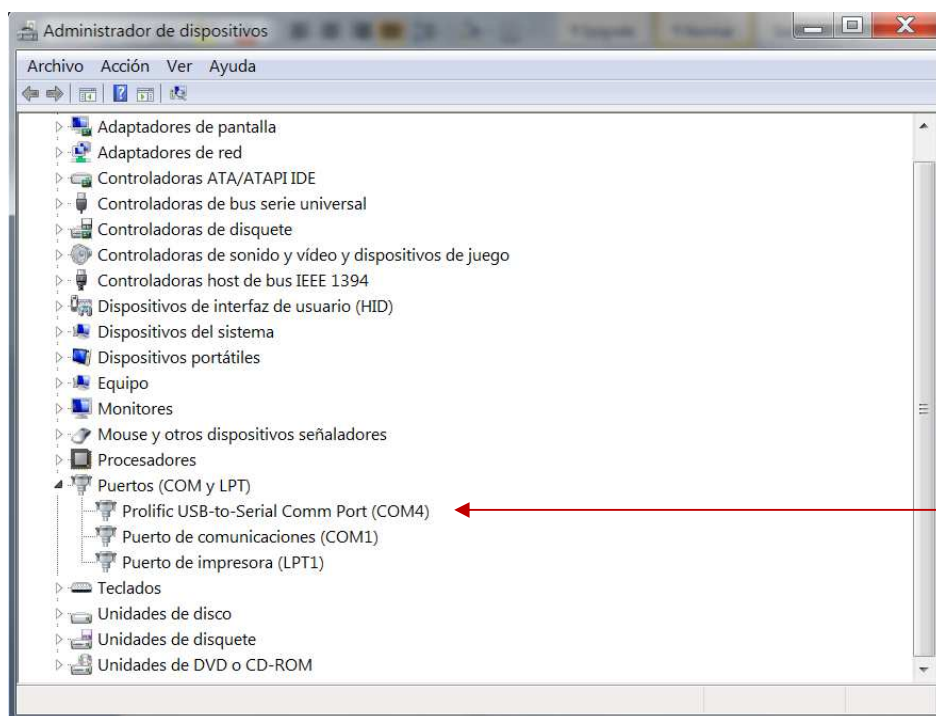 Administrador de dispositivos
Archivo Acción Ver Ayuda
Adaptadores de pantalla
Adaptadores de red
Controladoras ATA/ATAPI IDE
Controladoras de bus serie universal
Controladoras de disquete
Controladoras de sonido y vídeo y dispositivos de juego
Controladoras host de bus IEEE 1394
Dispositivos de interfaz de usuario (HID)
Dispositivos del sistema
Dispositivos portátiles
Equipo
Monitores
Mouse y otros dispositivos señaladores
Procesadores
Puertos (COM y LPT)
Prolific USB-to-Serial Comm Port (COM4)
Puerto de comunicaciones (COM1)
Puerto de impresora (LPT1)
Teclados
Unidades de disco
Unidades de disquete
Unidades de DVD o CD-ROM